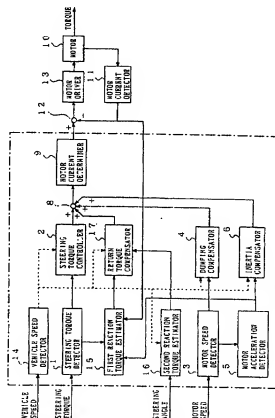 TORQUE
10
MOTOR
13
MOTOR
DRIVER
11
MOTOR
CURRENT
DETECTOR
12
9
MOTOR CURRENT
DETERMINER
8
2
STEERING
TORQUE
CONTROLLER
17
RETURN
TORQUE
COMPENSATOR
4
DUMPING
COMPENSATOR
6
INERTIA
COMPENSATOR
14
VEHICLE SPEED
DETECTOR
1
STEERING TORQUE
DETECTOR
15
FIRST REACTION
TORQUE ESTIMATOR
16
SECOND REACTION
TORQUE ESTIMATOR
3
MOTOR SPEED
DETECTOR
5
MOTOR
ACCELERATION
DETECTOR
VEHICLE
SPEED
STEERING
TORQUE
STEERING
ANGLE
MOTOR
SPEED